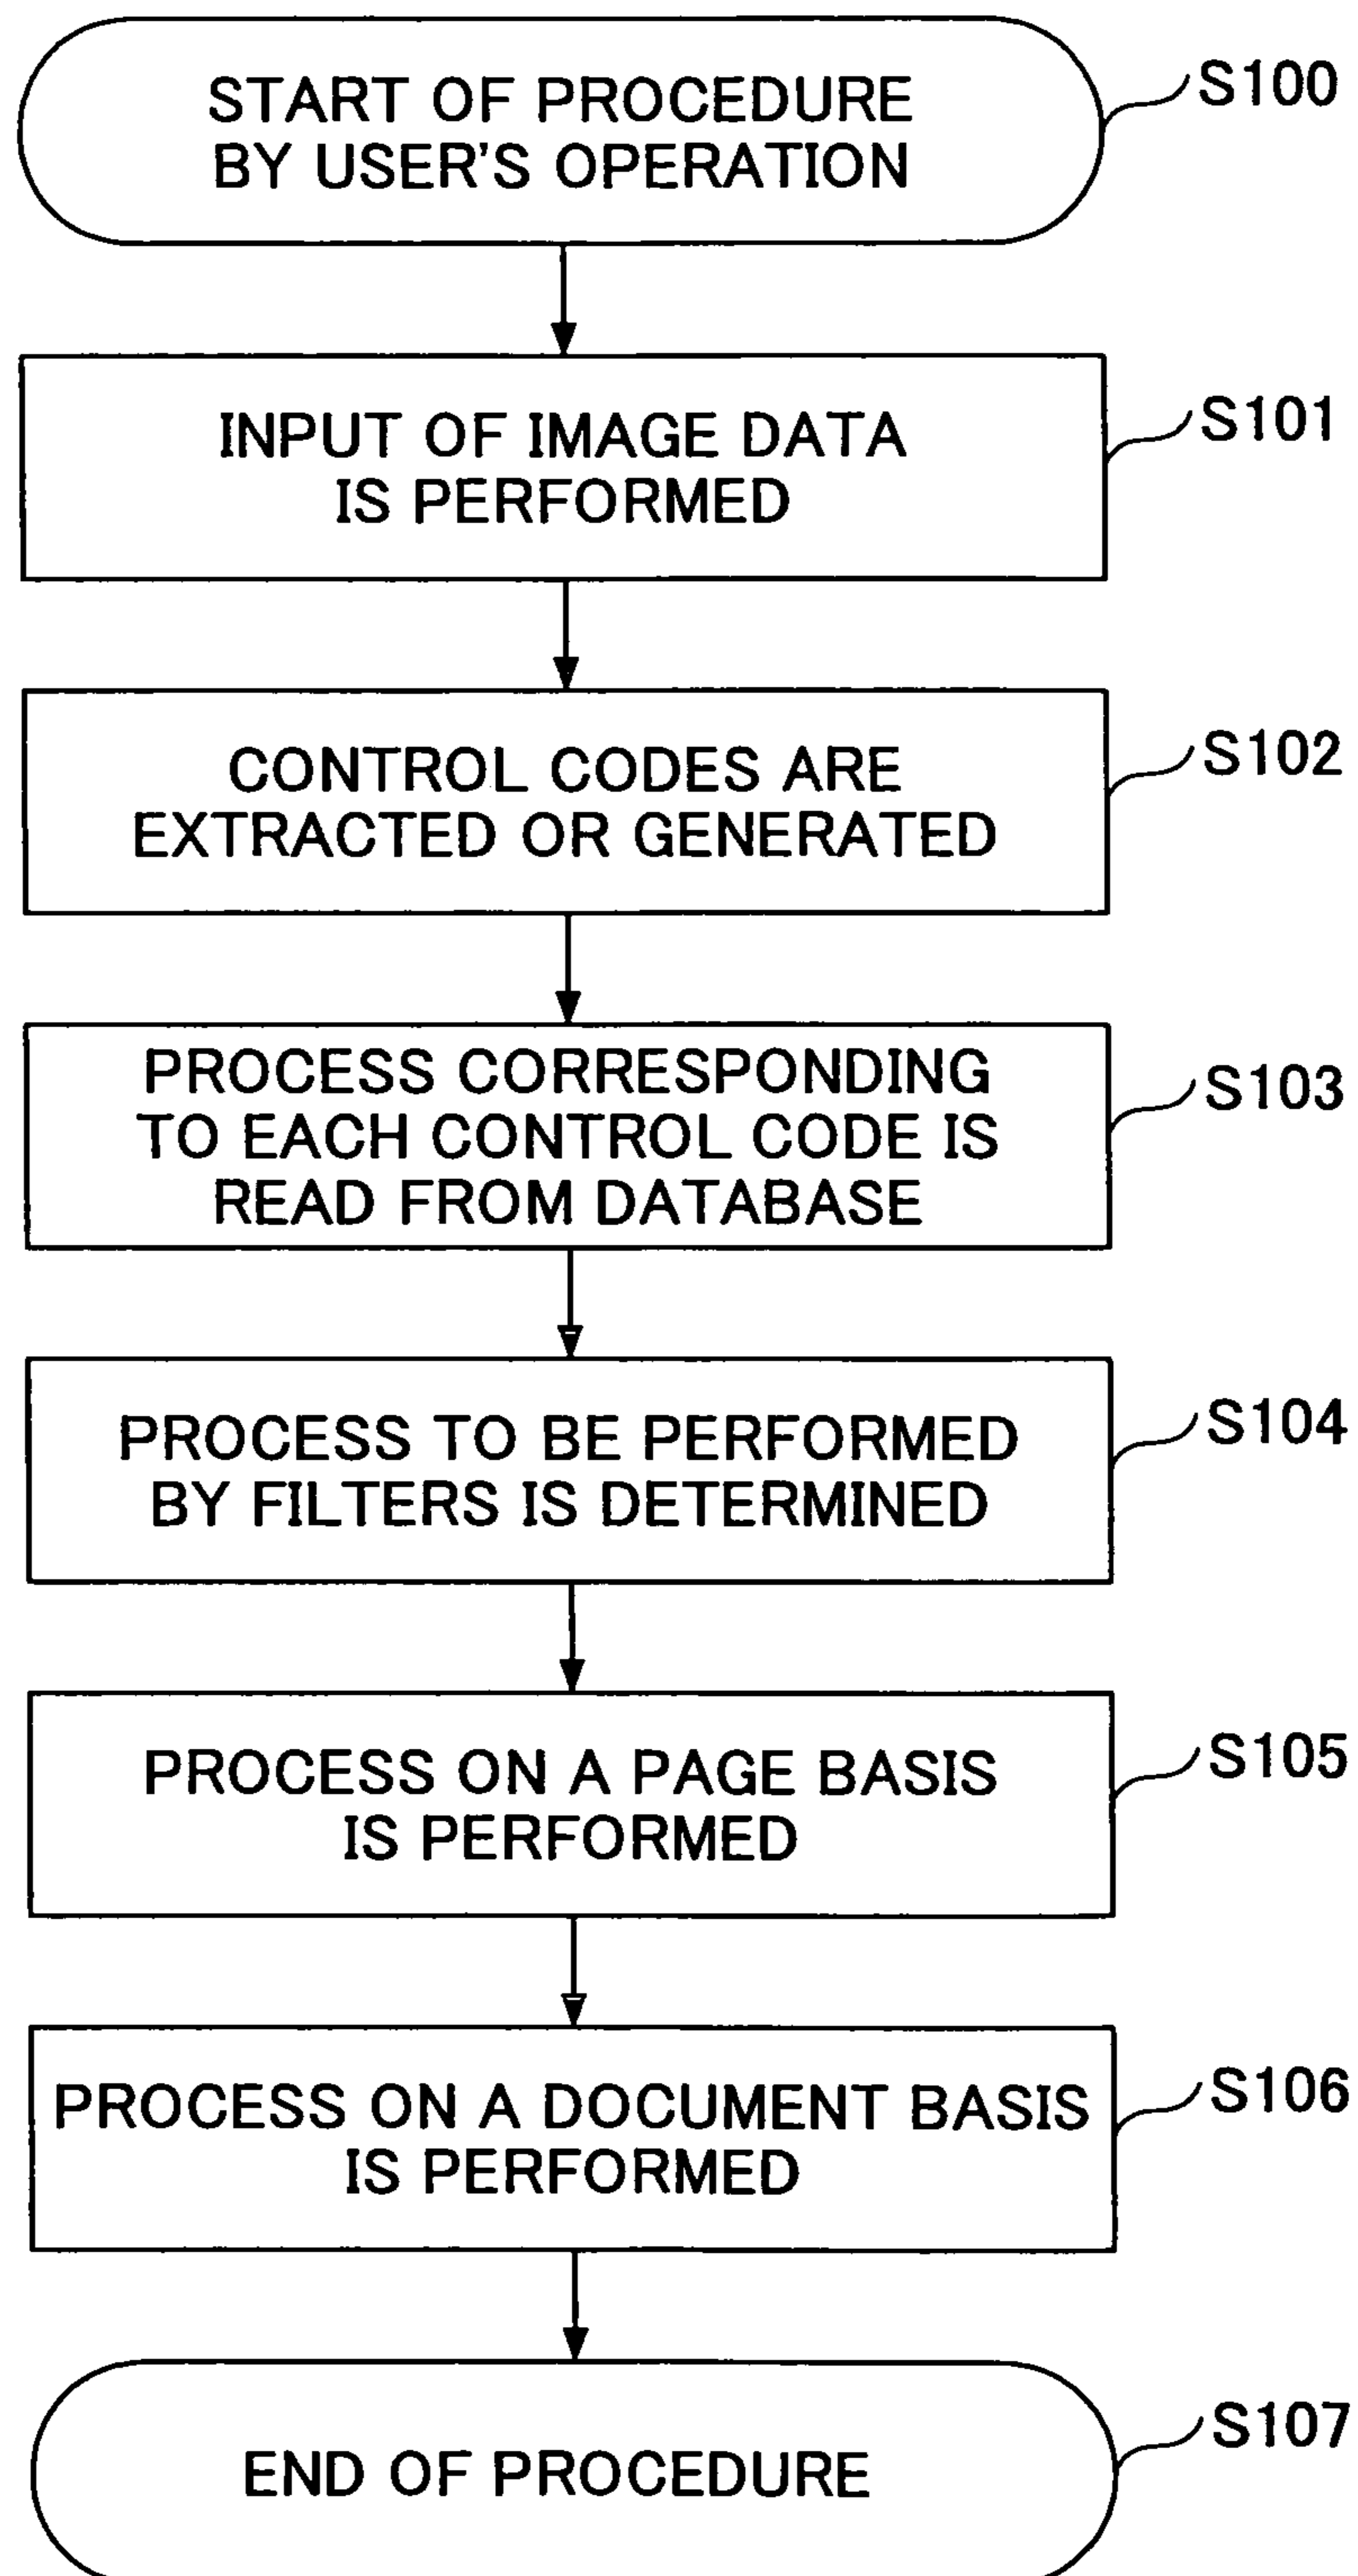 START OF PROCEDURE
BY USER'S OPERATION
S100
INPUT OF IMAGE DATA
IS PERFORMED
S101
CONTROL CODES ARE
EXTRACTED OR GENERATED
S102
PROCESS CORRESPONDING
TO EACH CONTROL CODE IS
READ FROM DATABASE
S103
PROCESS TO BE PERFORMED
BY FILTERS IS DETERMINED
S104
PROCESS ON A PAGE BASIS
IS PERFORMED
S105
PROCESS ON A DOCUMENT BASIS
IS PERFORMED
S106
END OF PROCEDURE
S107